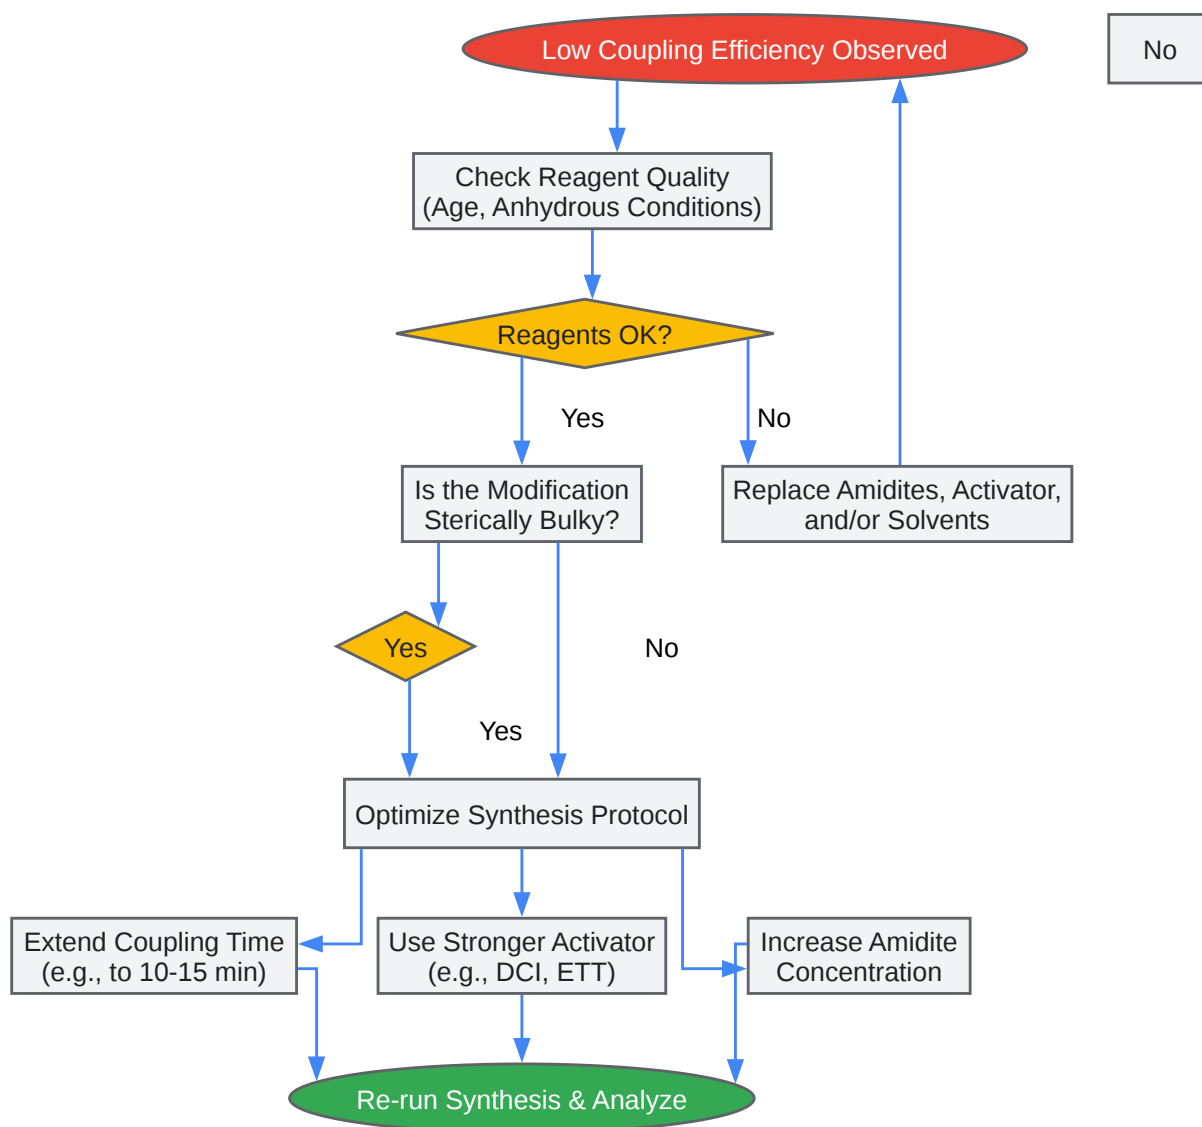 Low Coupling Efficiency Observed
No
Check Reagent Quality
(Age, Anhydrous Conditions)
Reagents OK?
Yes
No
Is the Modification
Sterically Bulky?
Replace Amidites, Activator,
and/or Solvents
Yes
No
Yes
Optimize Synthesis Protocol
Extend Coupling Time
(e.g., to 10-15 min)
Use Stronger Activator
(e.g., DCI, ETT)
Increase Amidite
Concentration
Re-run Synthesis & Analyze